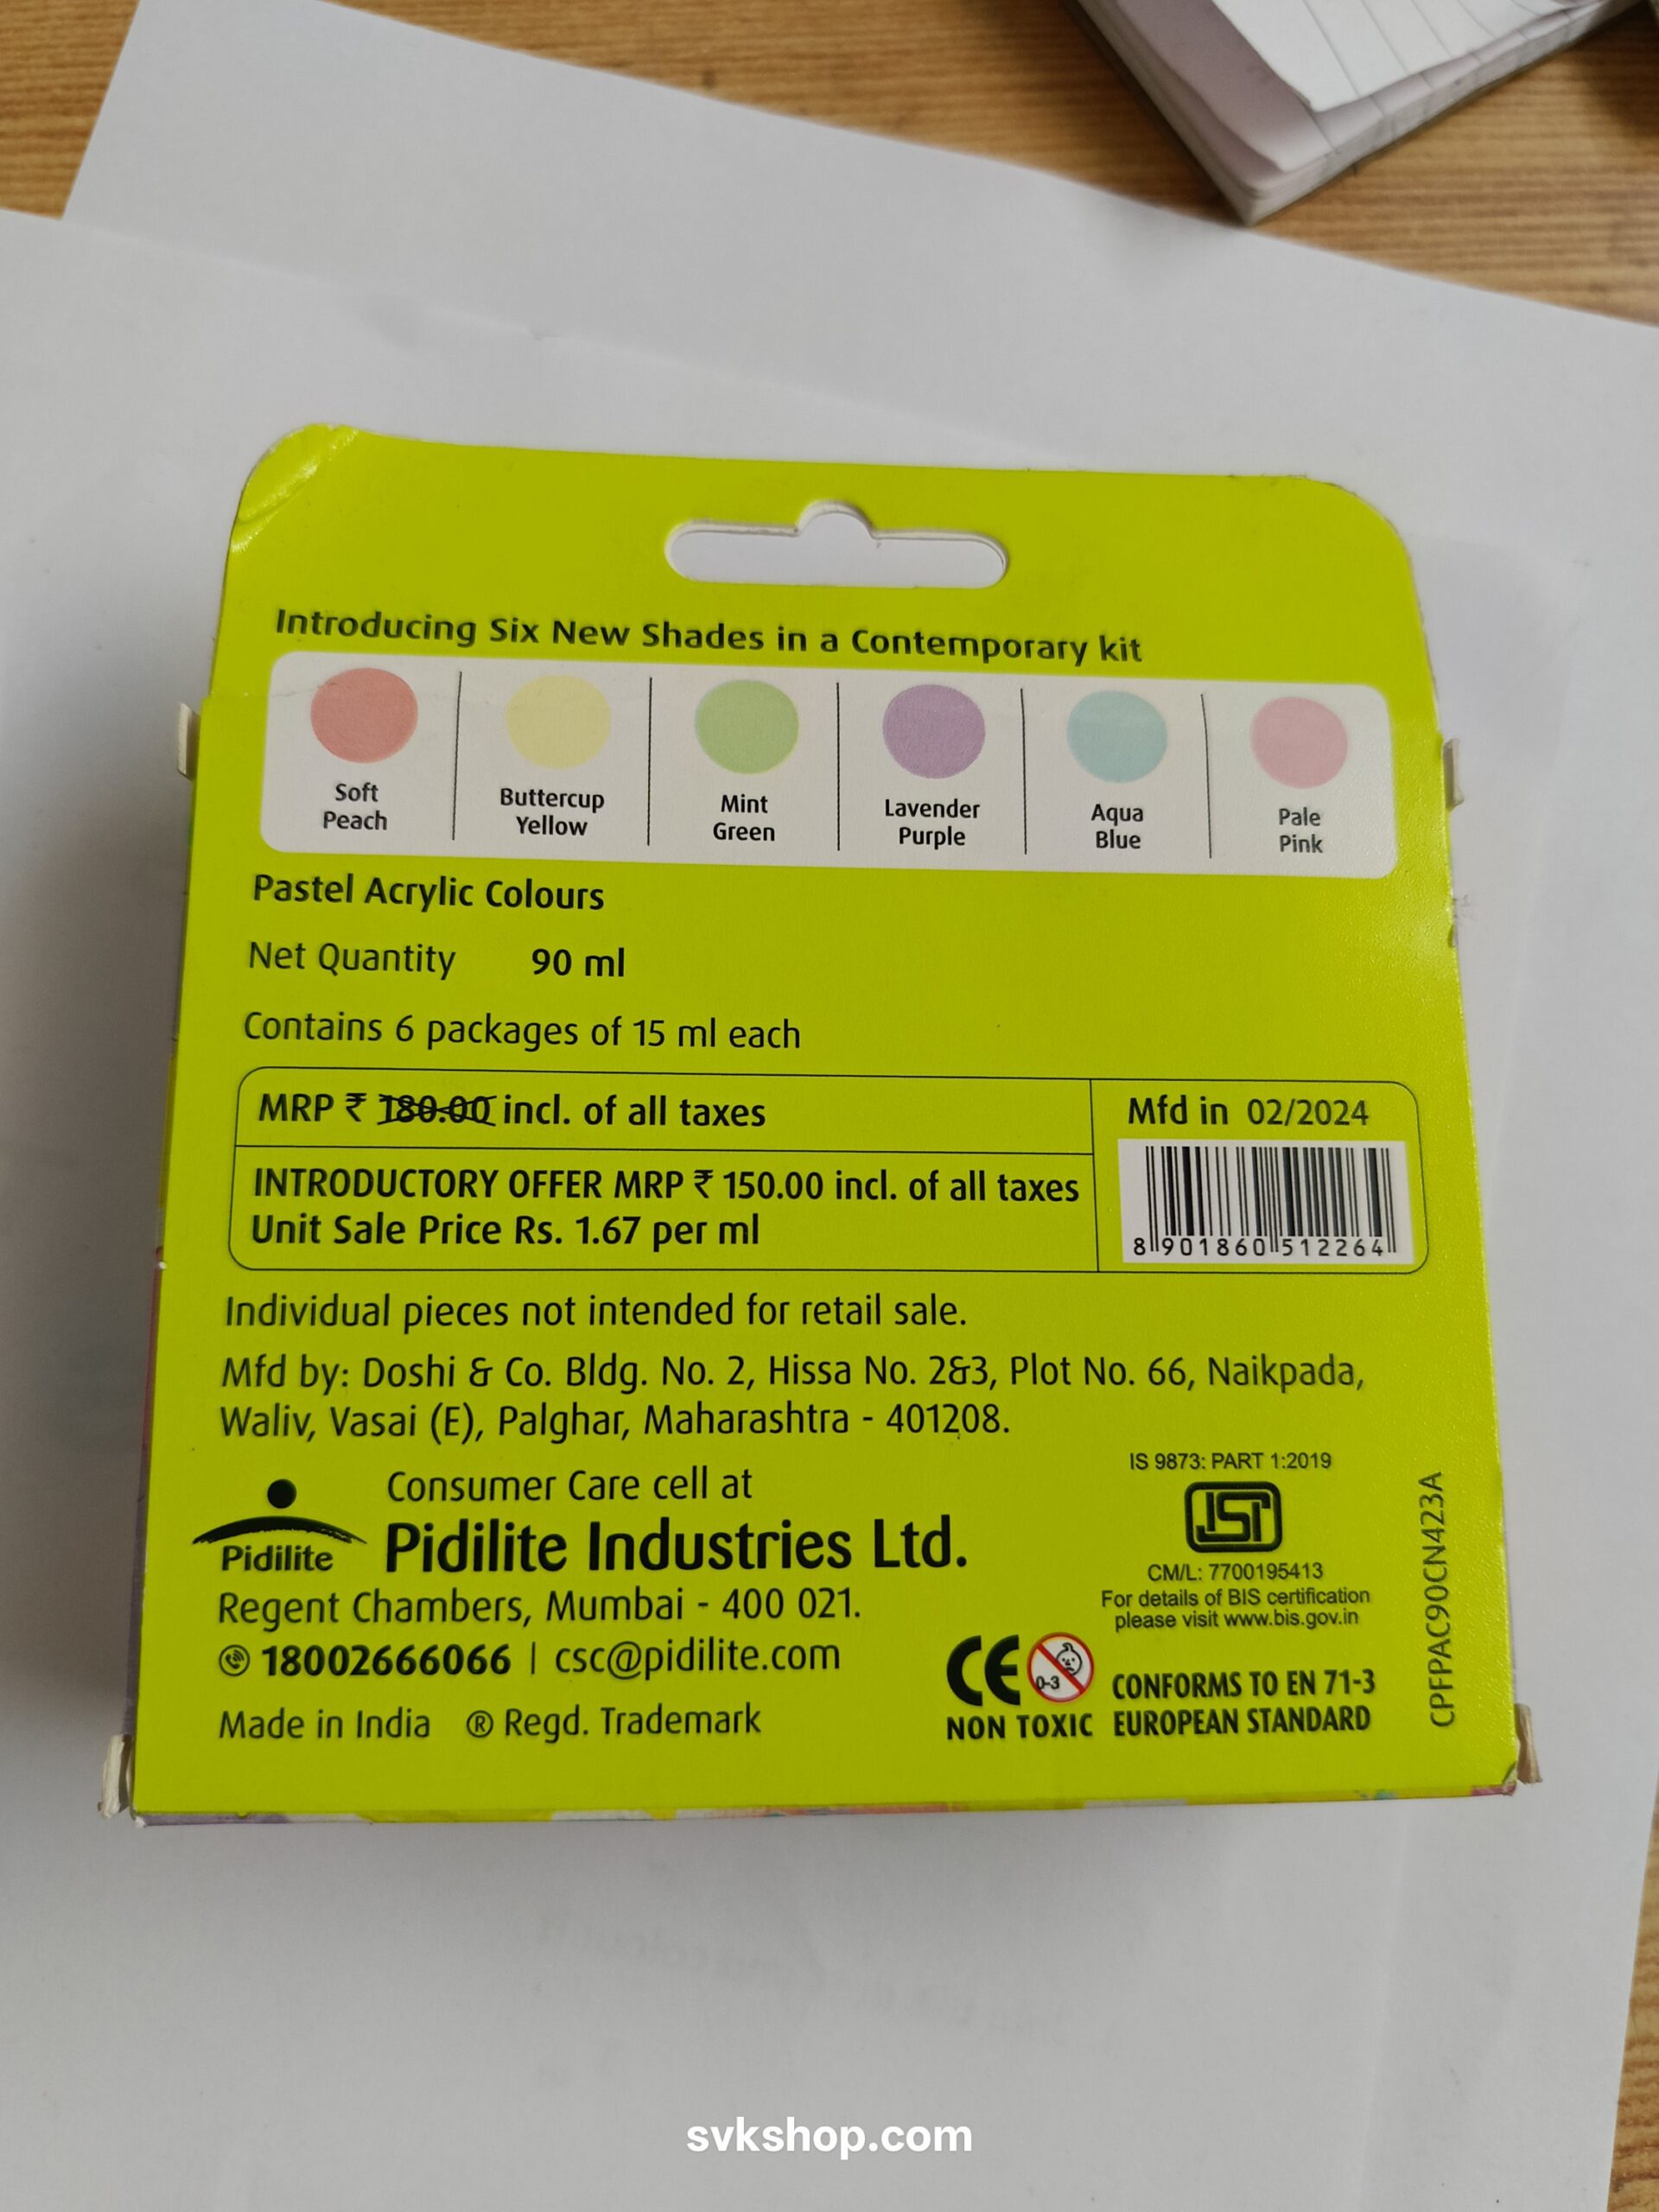 Introducing Six New Shades in a Contemporary kit
Soft
Peach
Buttercup
Yellow
Mint
Green
Lavender
Purple
Aqua
Blue
Pale
Pink
Pastel Acrylic Colours
Net Quantity 90 ml
Contains 6 packages of 15 ml each
MRP ₹ 180.00 incl. of all taxes
INTRODUCTORY OFFER MRP ₹ 150.00 incl. of all taxes
Unit Sale Price Rs. 1.67 per ml
Mfd in 02/2024
8 901860 512264
Individual pieces not intended for retail sale.
Mfd by: Doshi & Co. Bldg. No. 2, Hissa No. 2&3, Plot No. 66, Naikpada,
Waliv, Vasai (E), Palghar, Maharashtra - 401208.
Consumer Care cell at
Pidilite
Pidilite Industries Ltd.
Regent Chambers, Mumbai - 400 021.
18002666066 | csc@pidilite.com
Made in India ® Regd. Trademark
IS 9873: PART 1:2019
ISI
CM/L: 7700195413
For details of BIS certification
please visit www.bis.gov.in
CE 0-3
NON TOXIC
CONFORMS TO EN 71-3
EUROPEAN STANDARD
CPFPAC90CN423A
svkshop.com